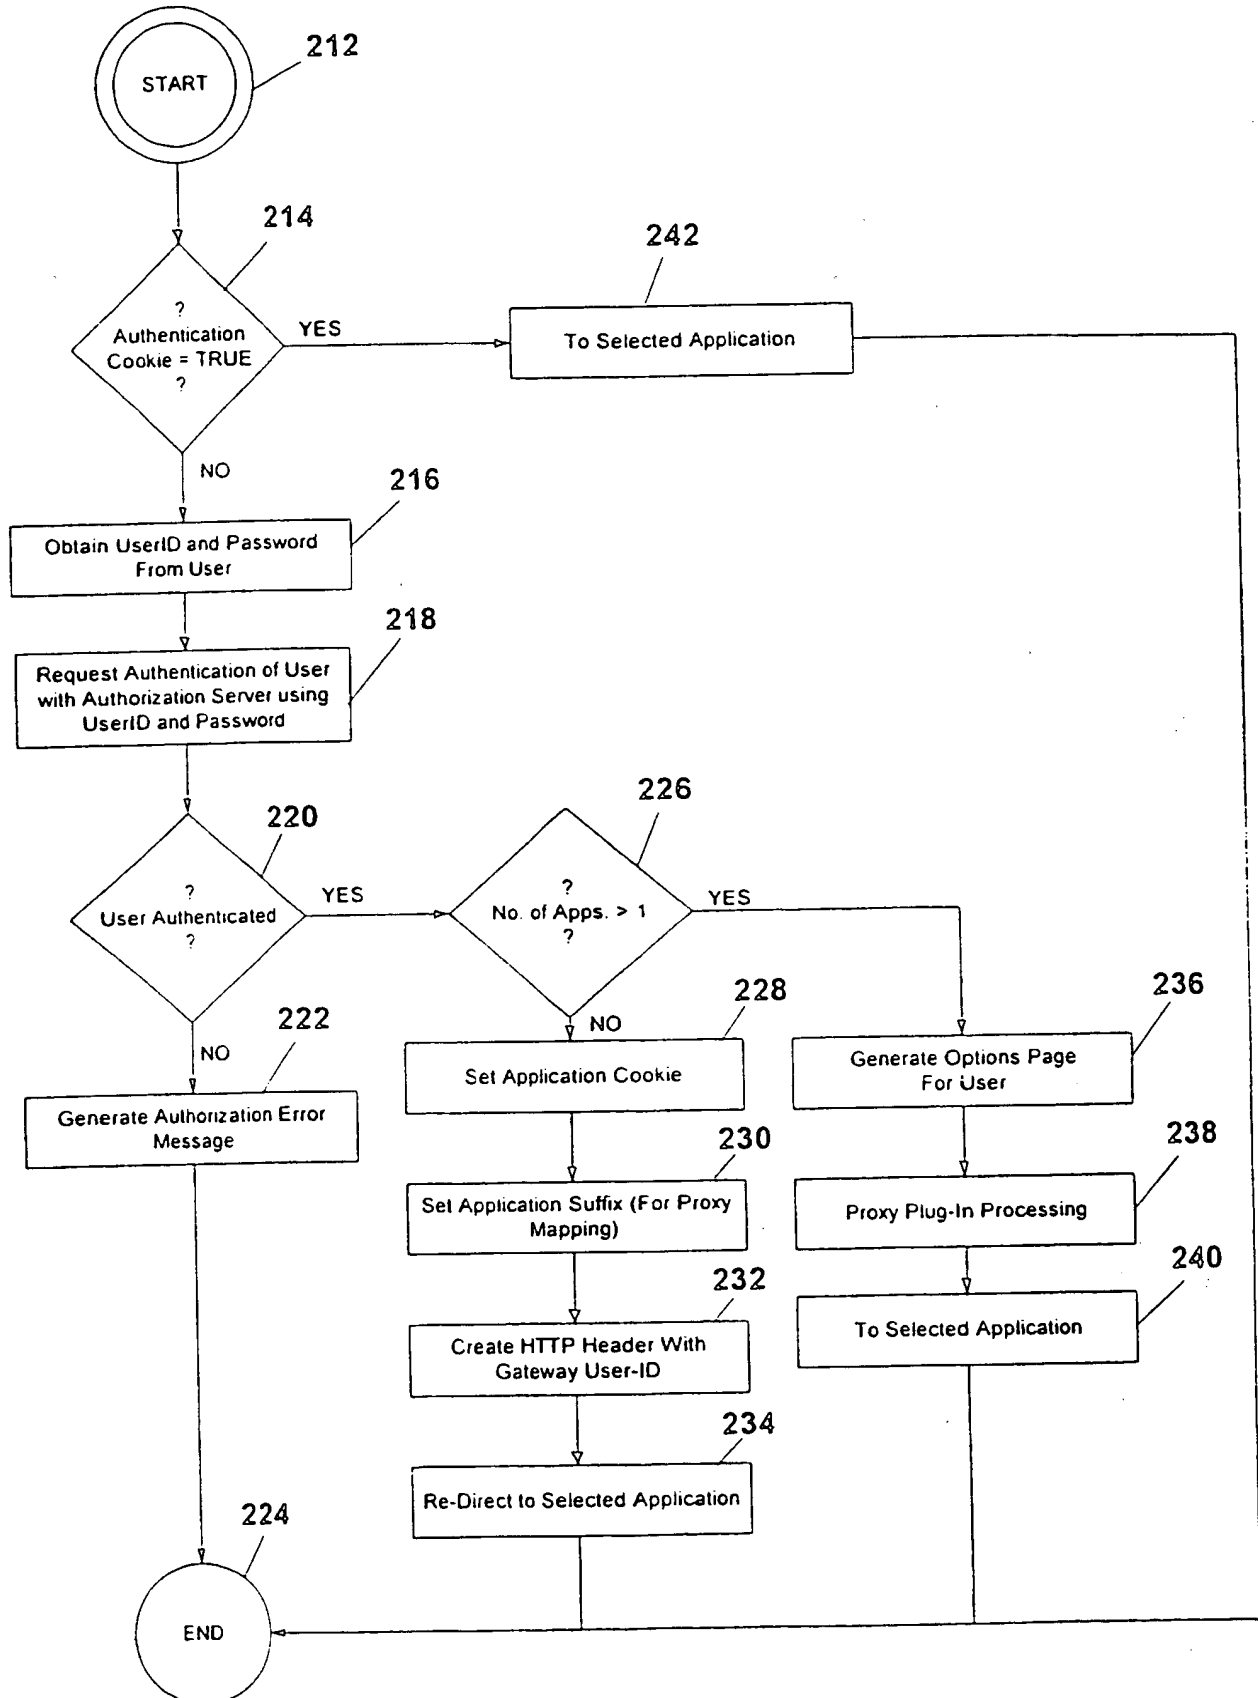 212
START
214
242
?
Authentication
Cookie = TRUE
?
YES
To Selected Application
NO
216
Obtain UserID and Password
From User
218
Request Authentication of User
with Authorization Server using
UserID and Password
220
?
User Authenticated
?
YES
226
?
No. of Apps. > 1
?
YES
NO
222
Generate Authorization Error
Message
NO
228
Set Application Cookie
230
Set Application Suffix (For Proxy
Mapping)
232
Create HTTP Header With
Gateway User-ID
234
Re-Direct to Selected Application
236
Generate Options Page
For User
238
Proxy Plug-In Processing
240
To Selected Application
224
END